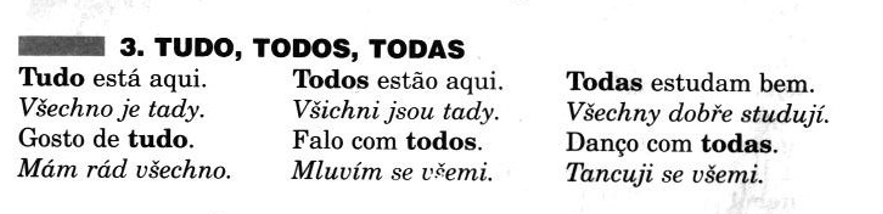 3. TUDO, TODOS, TODAS
Tudo está aqui.
Všechno je tady.
Gosto de tudo.
Mám rád všechno.
Todos estão aqui.
Všichni jsou tady.
Falo com todos.
Mluvím se všemi.
Todas estudam bem.
Všechny dobře studují.
Danço com todas.
Tancuji se všemi.